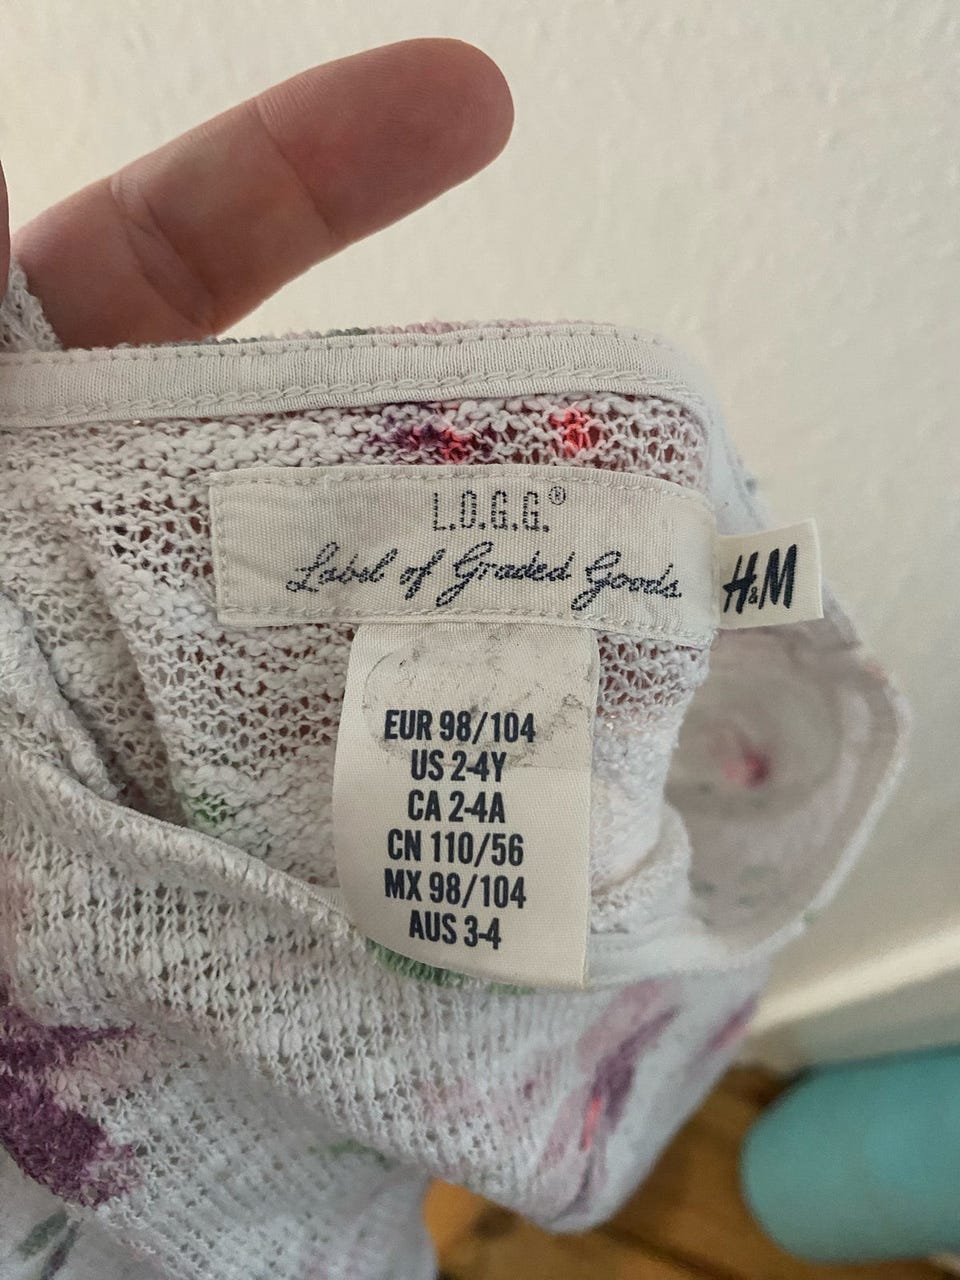 L.O.G.G.®
Label of Graded Goods
H&M
EUR 98/104
US 2-4Y
CA 2-4A
CN 110/56
MX 98/104
AUS 3-4